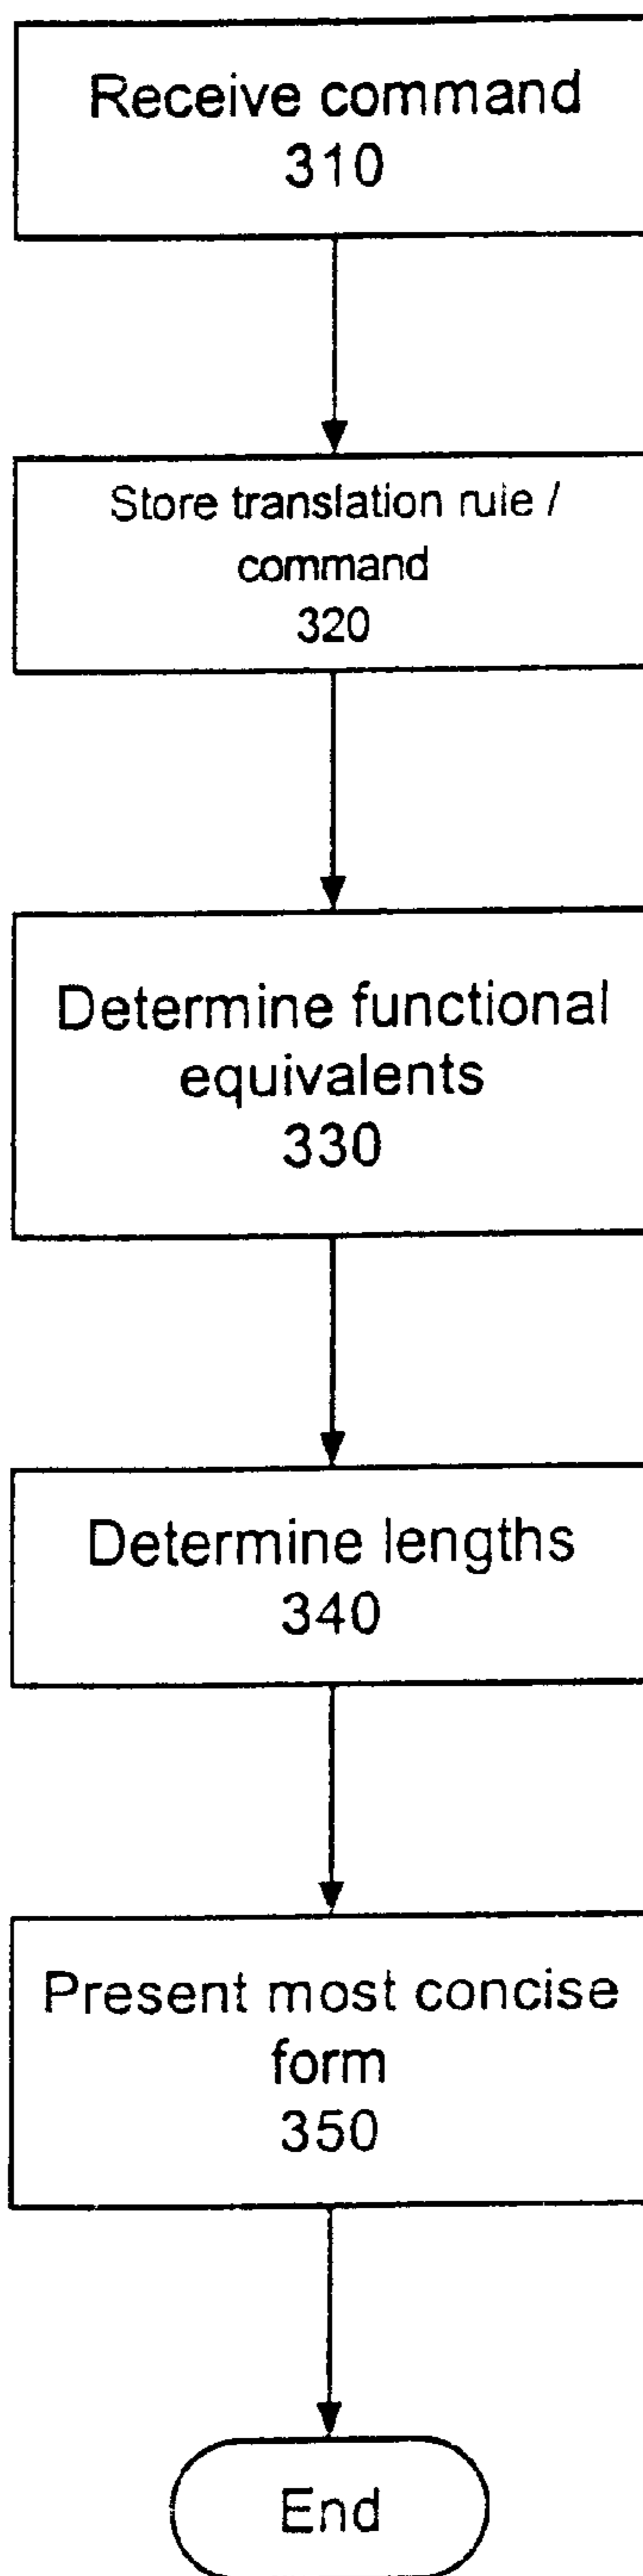 Receive command
310
Store translation rule /
command
320
Determine functional
equivalents
330
Determine lengths
340
Present most concise
form
350
End